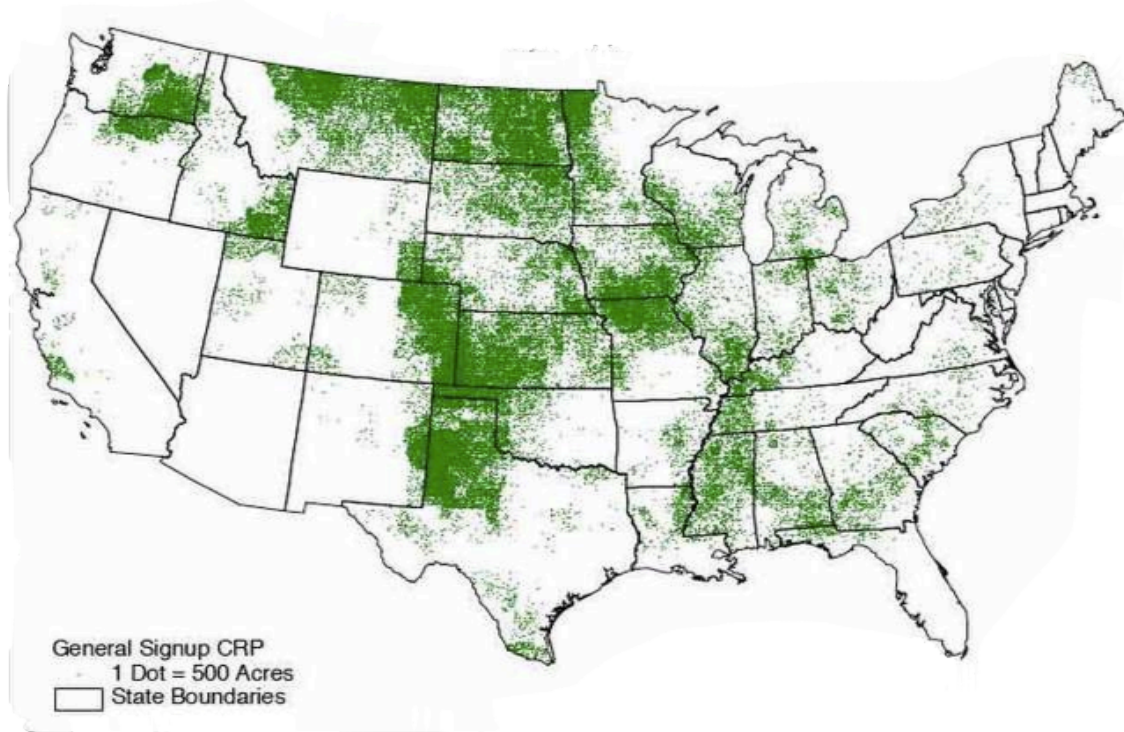 General Signup CRP
1 Dot = 500 Acres
State Boundaries